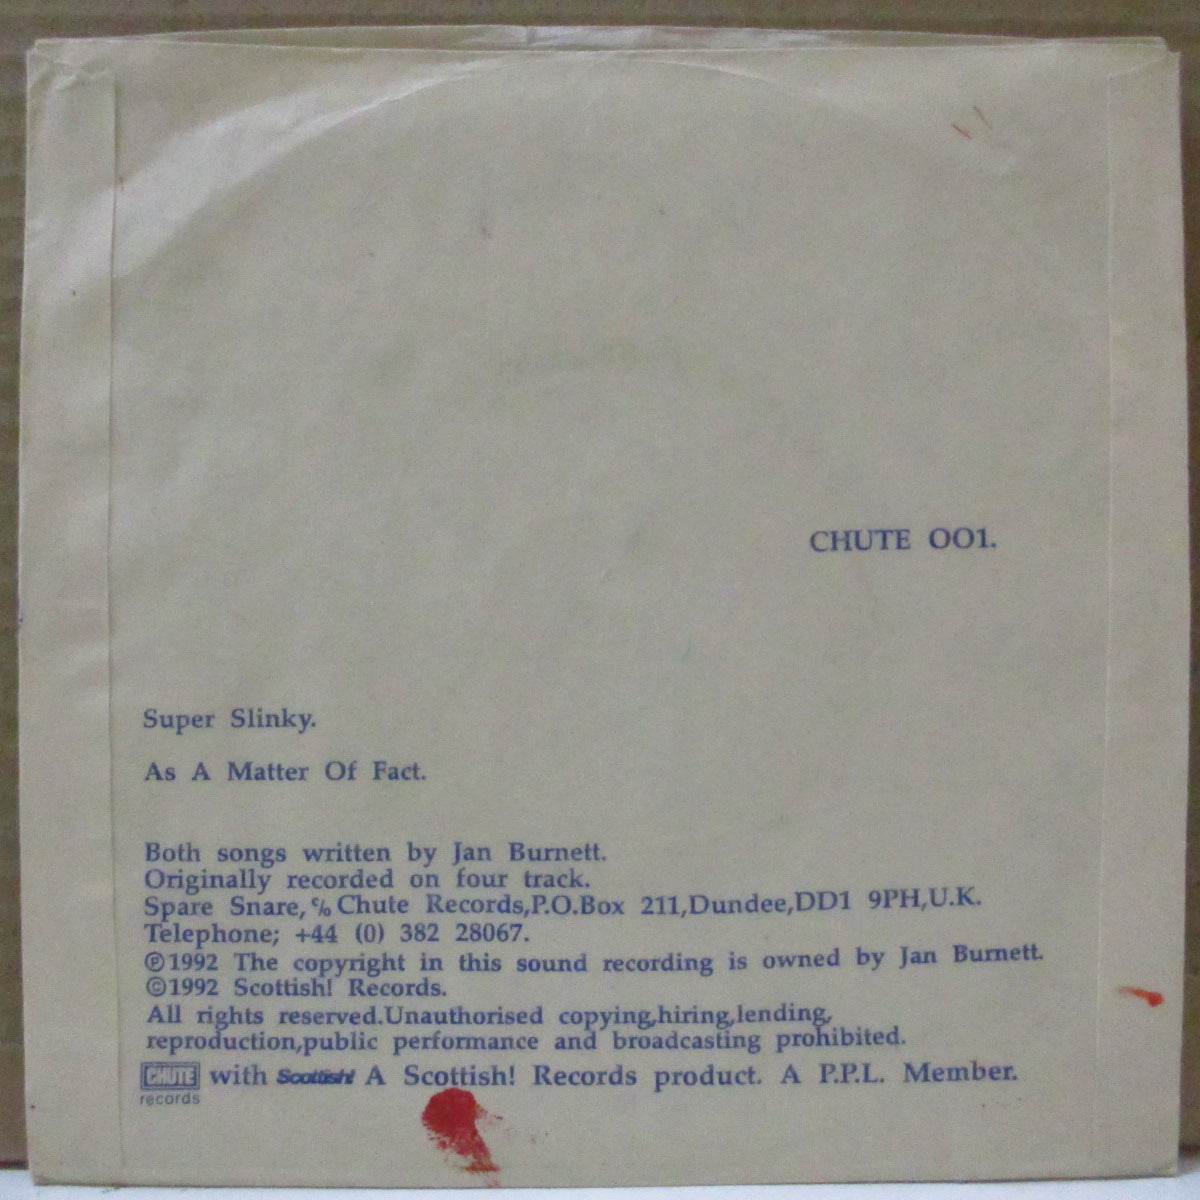 CHUTE OO1.
Super Slinky.
As A Matter Of Fact.
Both songs written by Jan Burnett.
Originally recorded on four track.
Spare Snare, c/o Chute Records,P.O.Box 211,Dundee,DD1 9PH,U.K.
Telephone; +44 (0) 382 28067.
℗1992 The copyright in this sound recording is owned by Jan Burnett.
©1992 Scottish! Records.
All rights reserved.Unauthorised copying,hiring,lending,
reproduction,public performance and broadcasting prohibited.
CHUTE with Scottish! A Scottish! Records product. A P.P.L. Member.
records